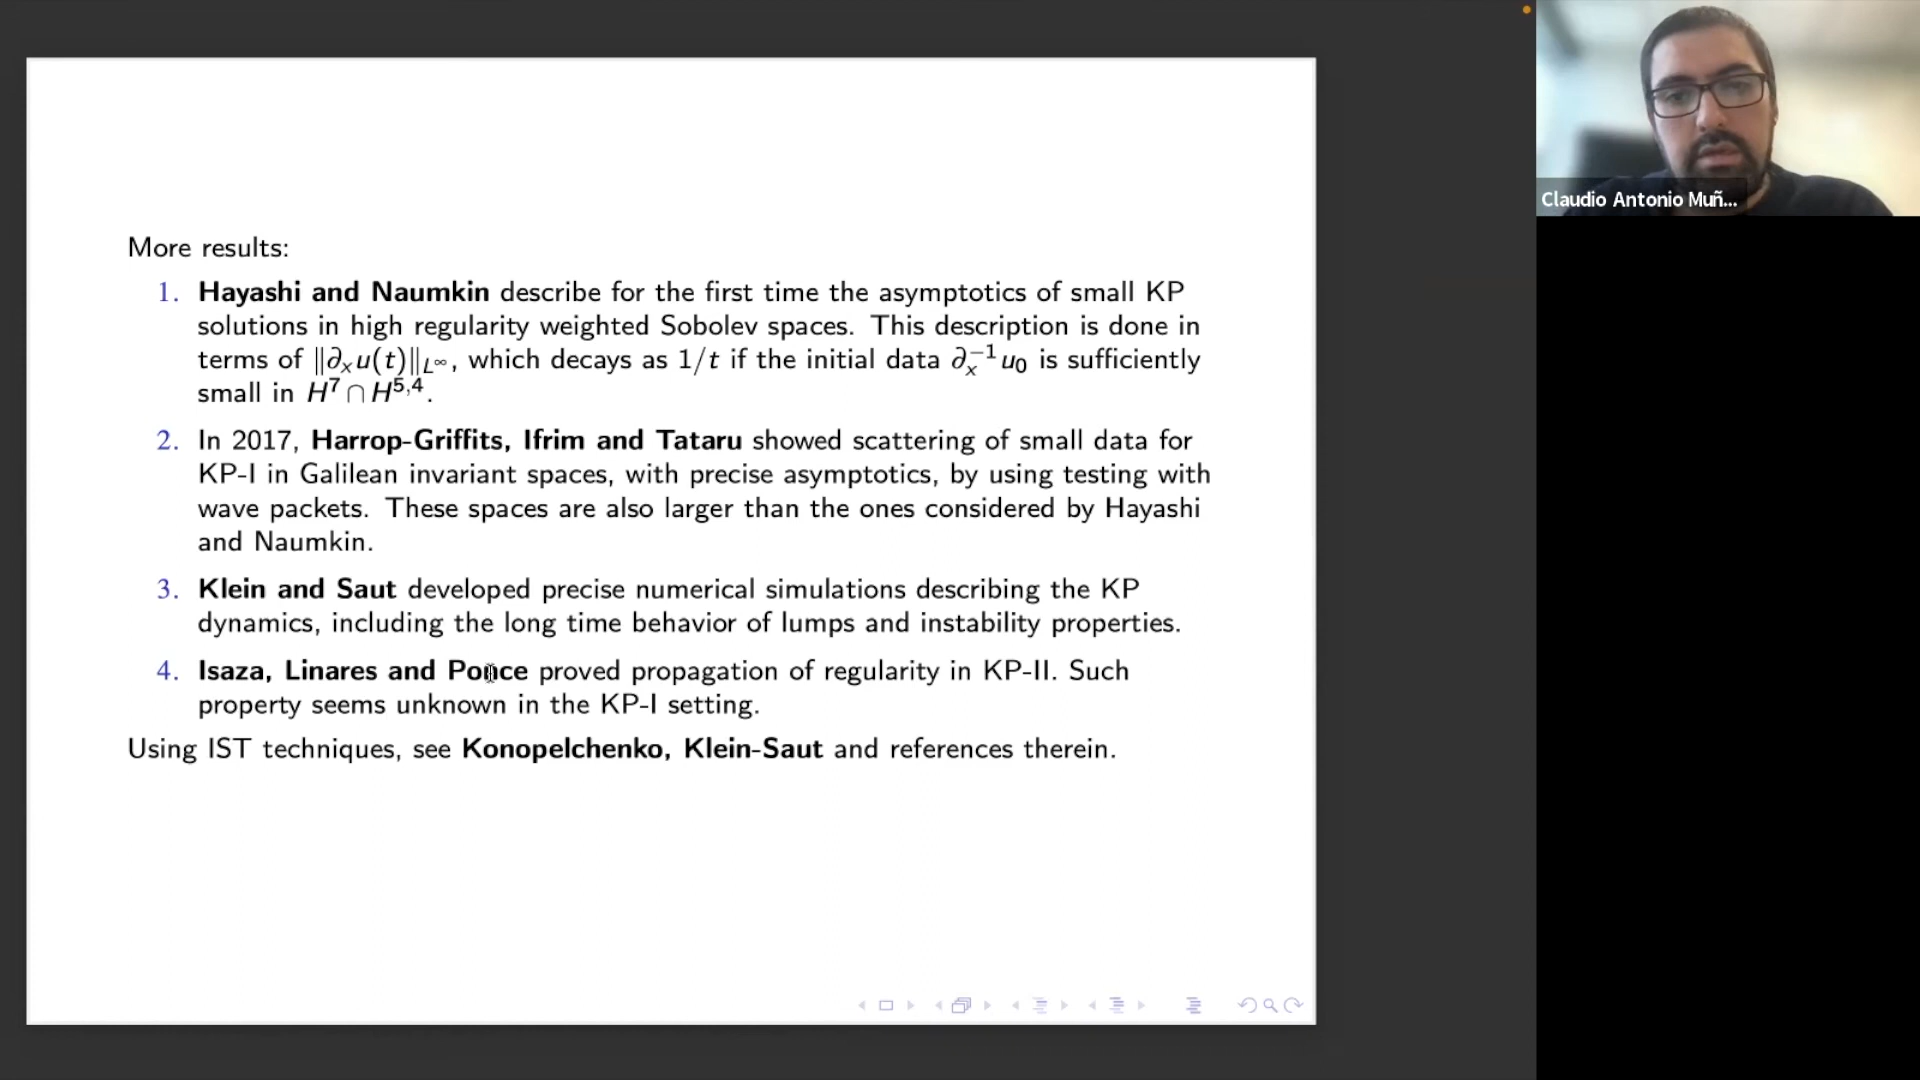 More results:
1. Hayashi and Naumkin describe for the first time the asymptotics of small KP
solutions in high regularity weighted Sobolev spaces. This description is done in
terms of ‖∂ₓu(t)‖_{L^∞}, which decays as 1/t if the initial data ∂ₓ⁻¹u₀ is sufficiently
small in H⁷ ∩ H^{5,4}.
2. In 2017, Harrop-Griffits, Ifrim and Tataru showed scattering of small data for
KP-I in Galilean invariant spaces, with precise asymptotics, by using testing with
wave packets. These spaces are also larger than the ones considered by Hayashi
and Naumkin.
3. Klein and Saut developed precise numerical simulations describing the KP
dynamics, including the long time behavior of lumps and instability properties.
4. Isaza, Linares and Ponce proved propagation of regularity in KP-II. Such
property seems unknown in the KP-I setting.
Using IST techniques, see Konopelchenko, Klein-Saut and references therein.
Claudio Antonio Muñ...